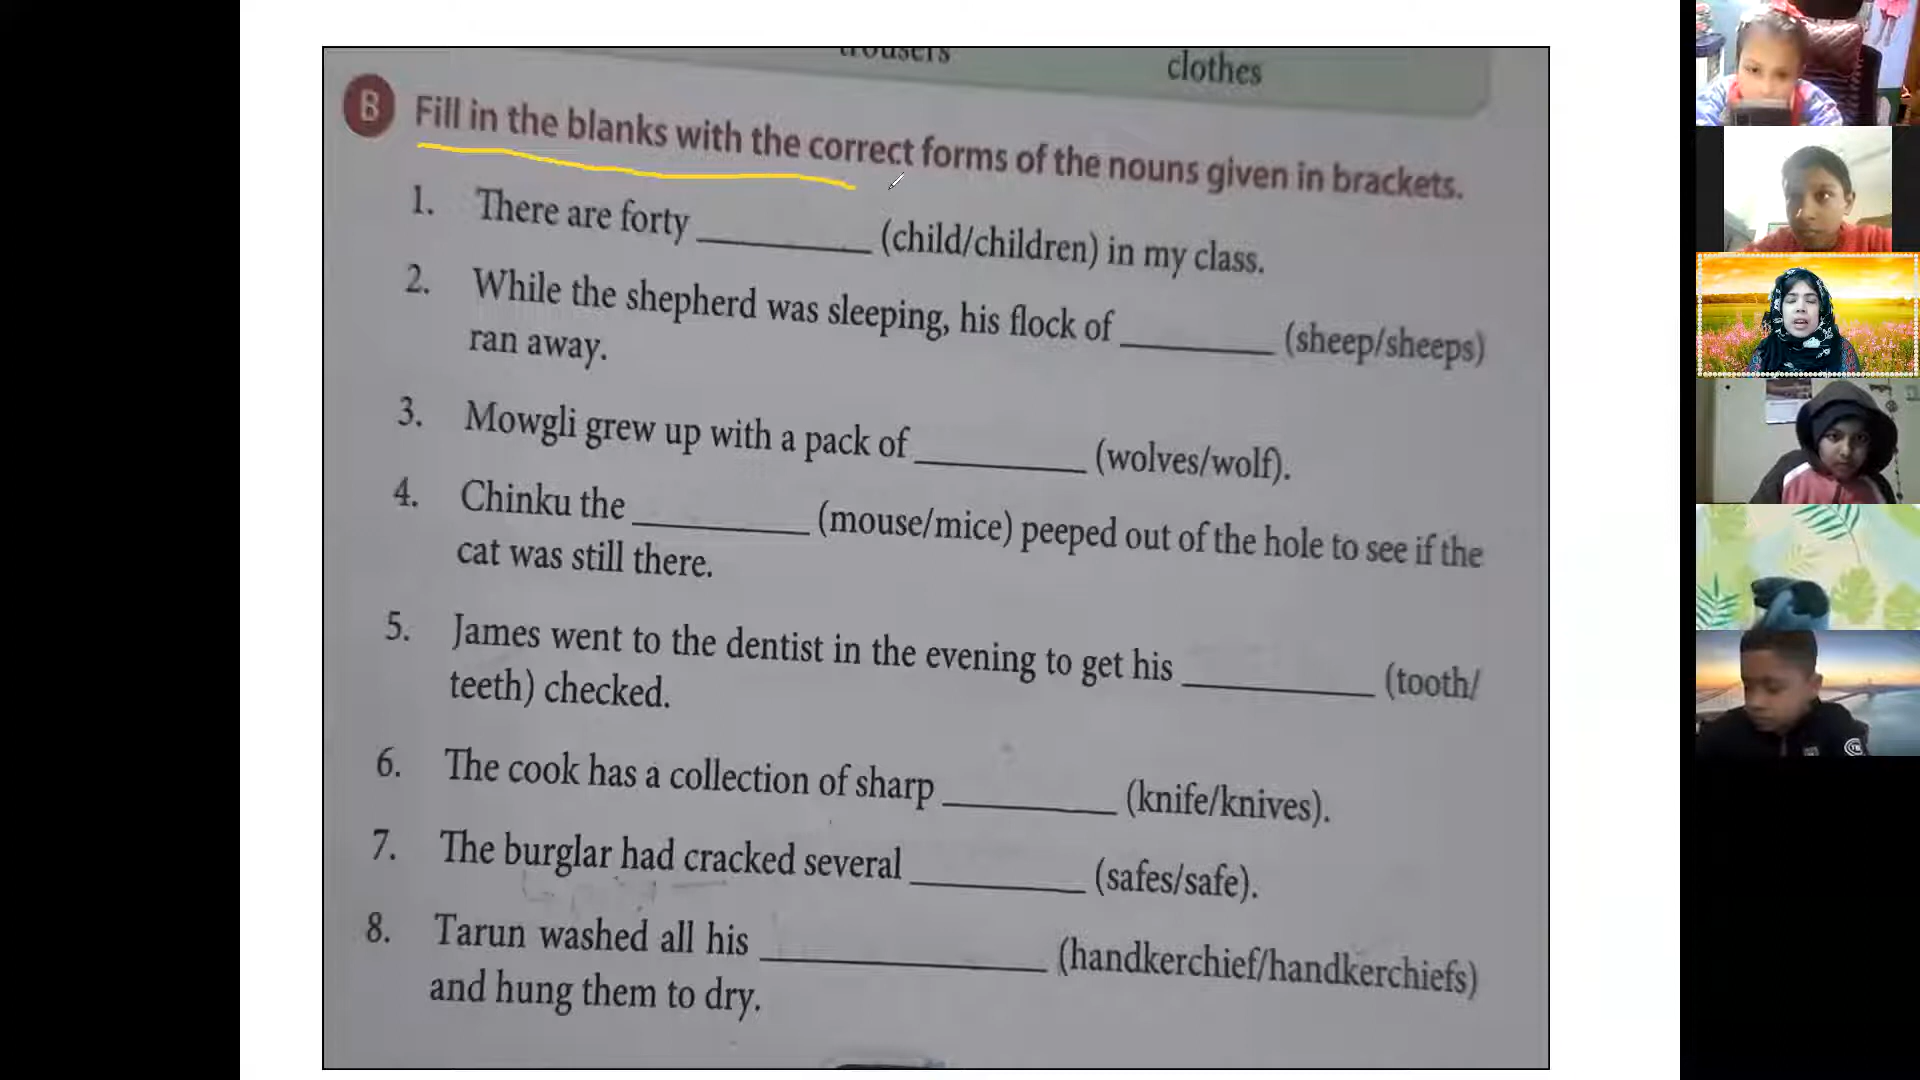 trousers clothes
B Fill in the blanks with the correct forms of the nouns given in brackets.
1. There are forty __________ (child/children) in my class.
2. While the shepherd was sleeping, his flock of __________ (sheep/sheeps)
ran away.
3. Mowgli grew up with a pack of __________ (wolves/wolf).
4. Chinku the __________ (mouse/mice) peeped out of the hole to see if the
cat was still there.
5. James went to the dentist in the evening to get his __________ (tooth/
teeth) checked.
6. The cook has a collection of sharp __________ (knife/knives).
7. The burglar had cracked several __________ (safes/safe).
8. Tarun washed all his __________ (handkerchief/handkerchiefs)
and hung them to dry.